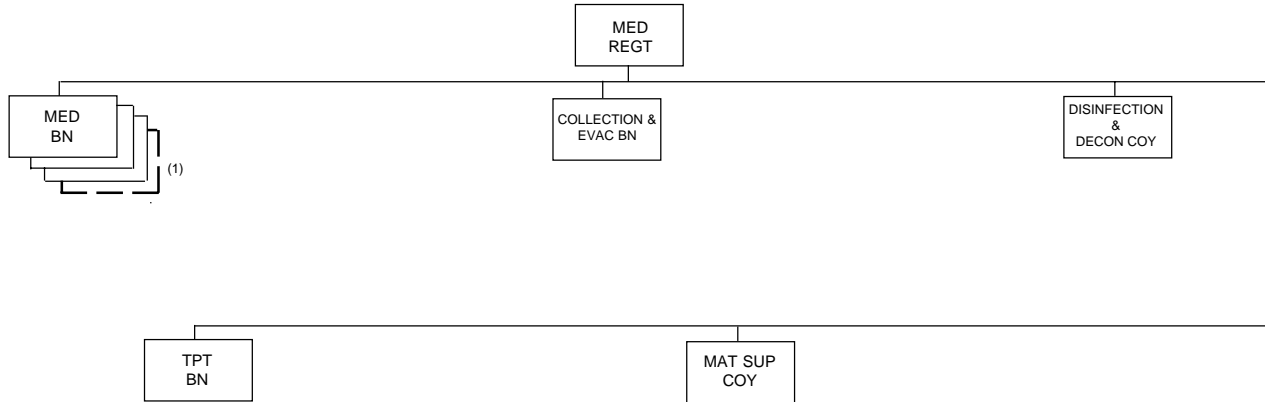 MED
REGT
MED
BN
(1)
COLLECTION &
EVAC BN
DISINFECTION
&
DECON COY
TPT
BN
MAT SUP
COY